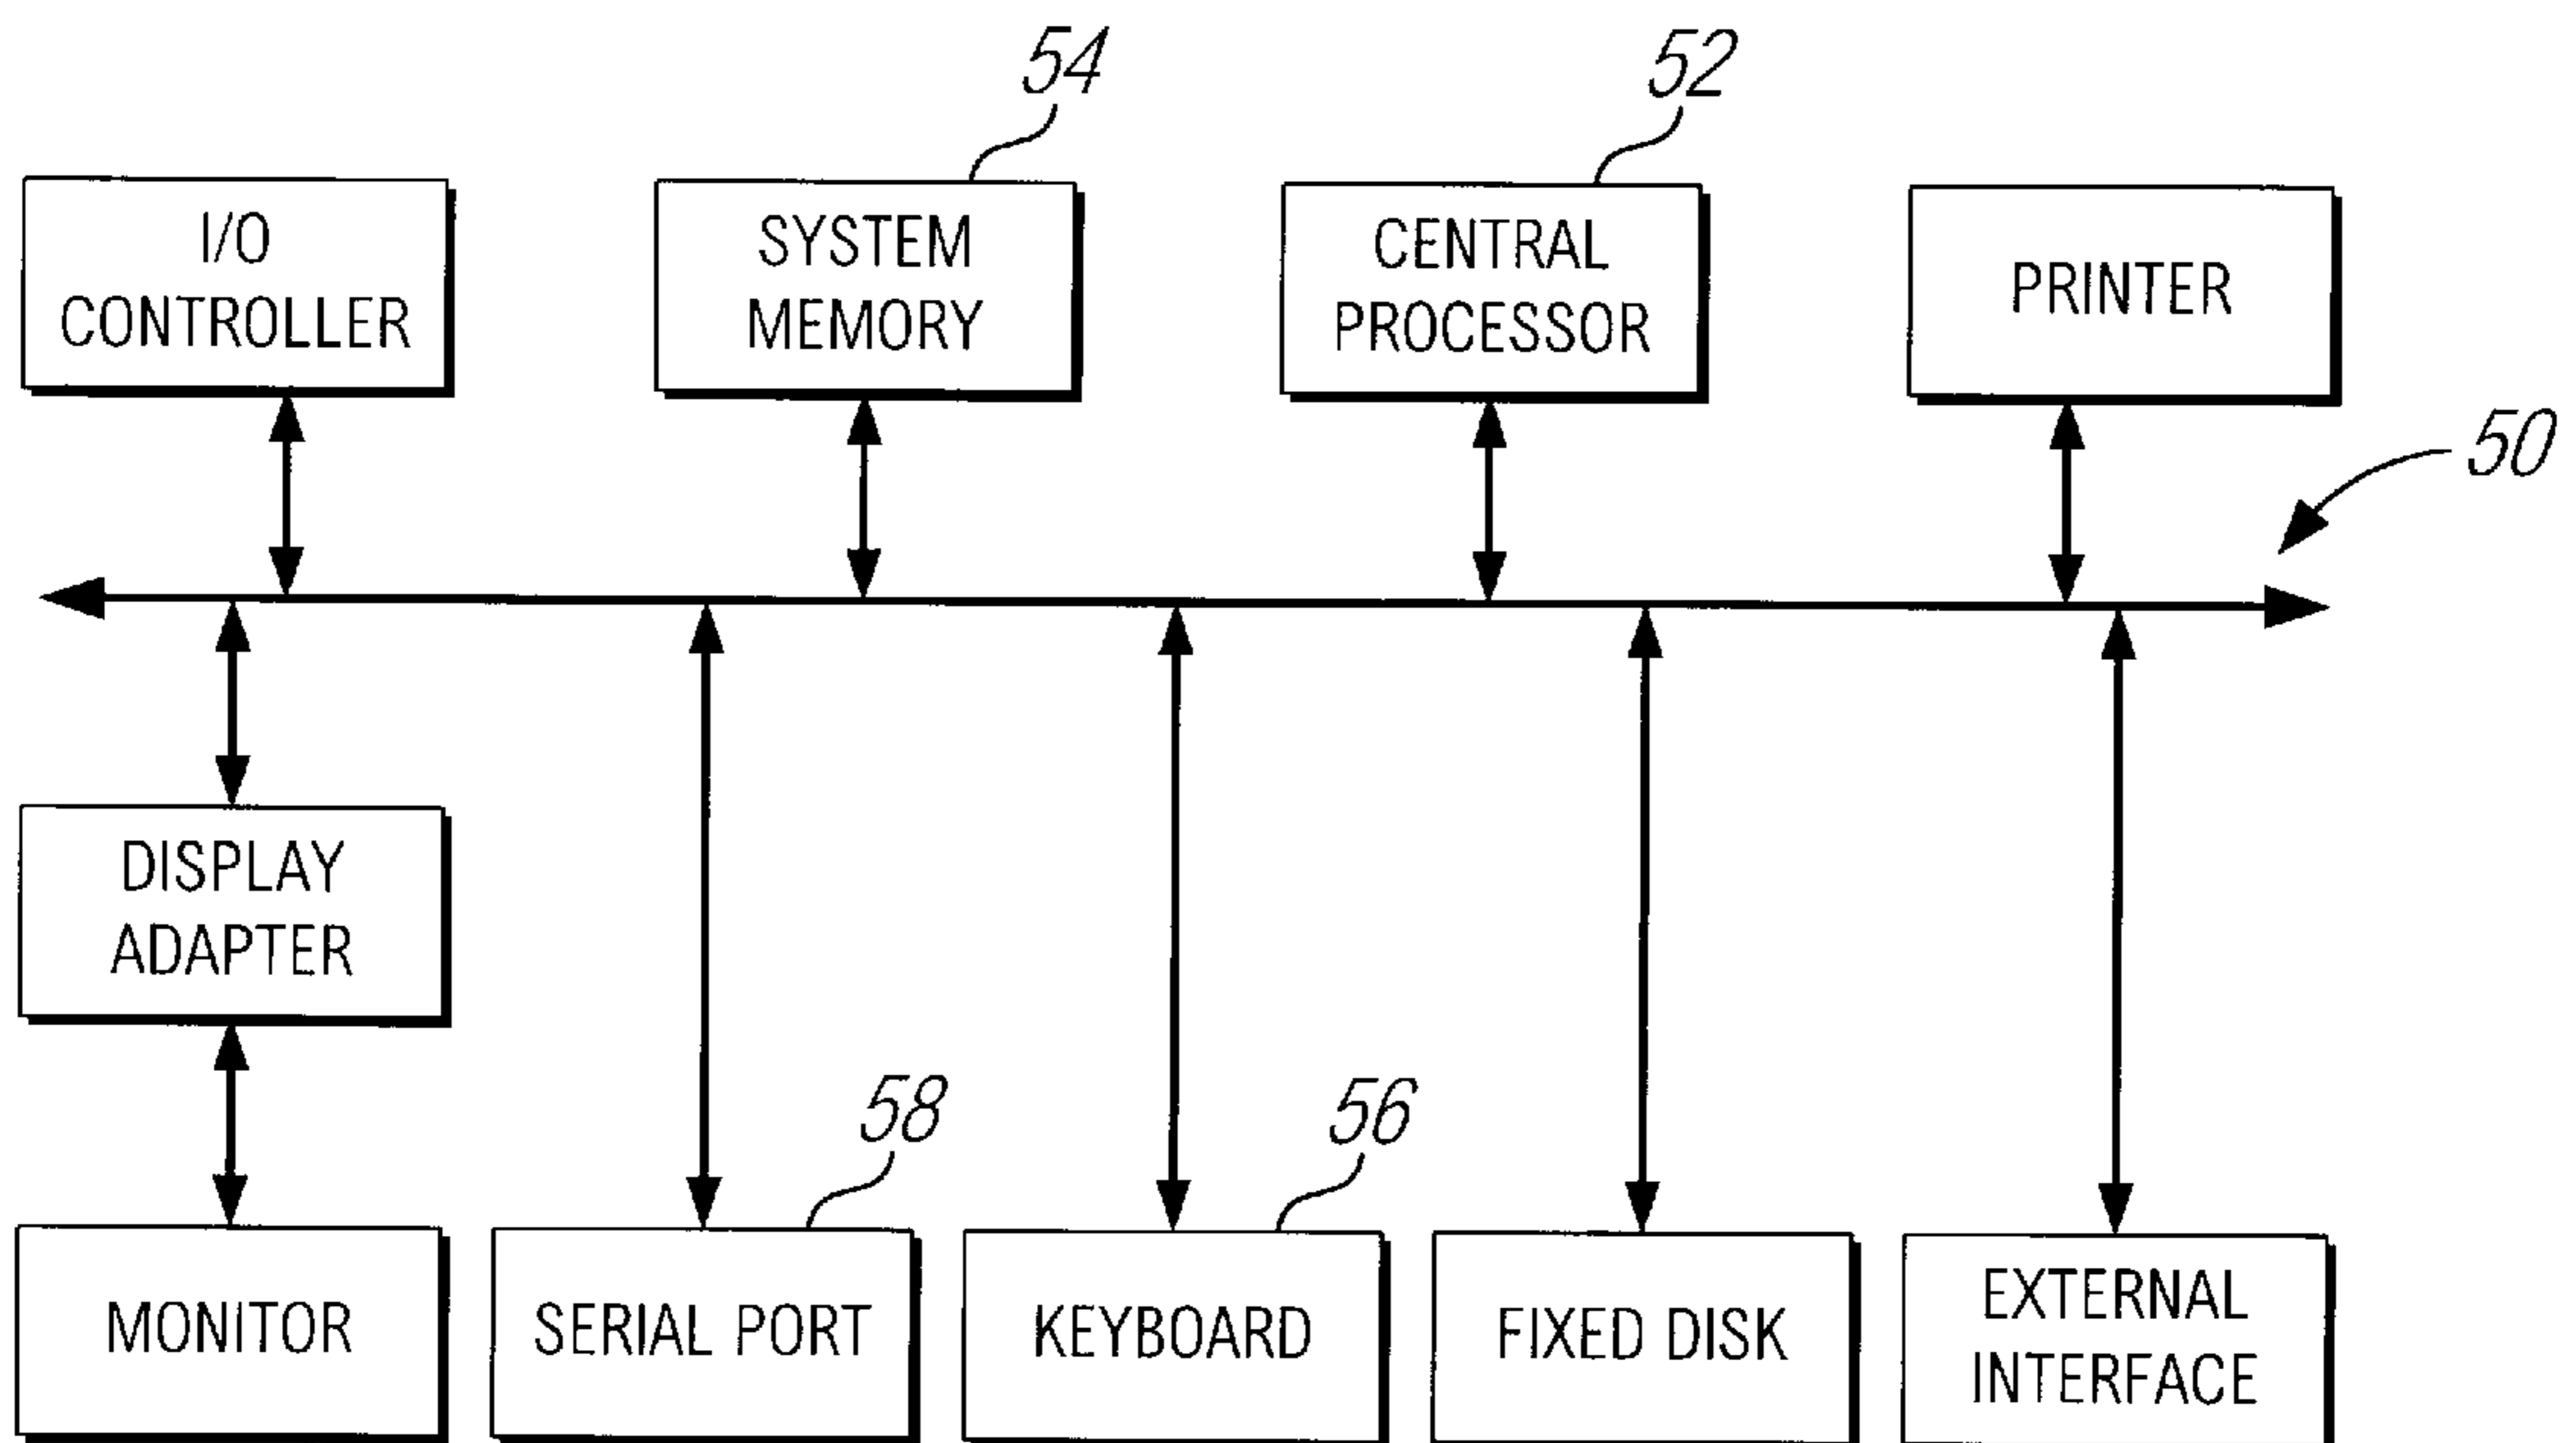 54
52
I/O
CONTROLLER
SYSTEM
MEMORY
CENTRAL
PROCESSOR
PRINTER
50
DISPLAY
ADAPTER
58
56
MONITOR
SERIAL PORT
KEYBOARD
FIXED DISK
EXTERNAL
INTERFACE